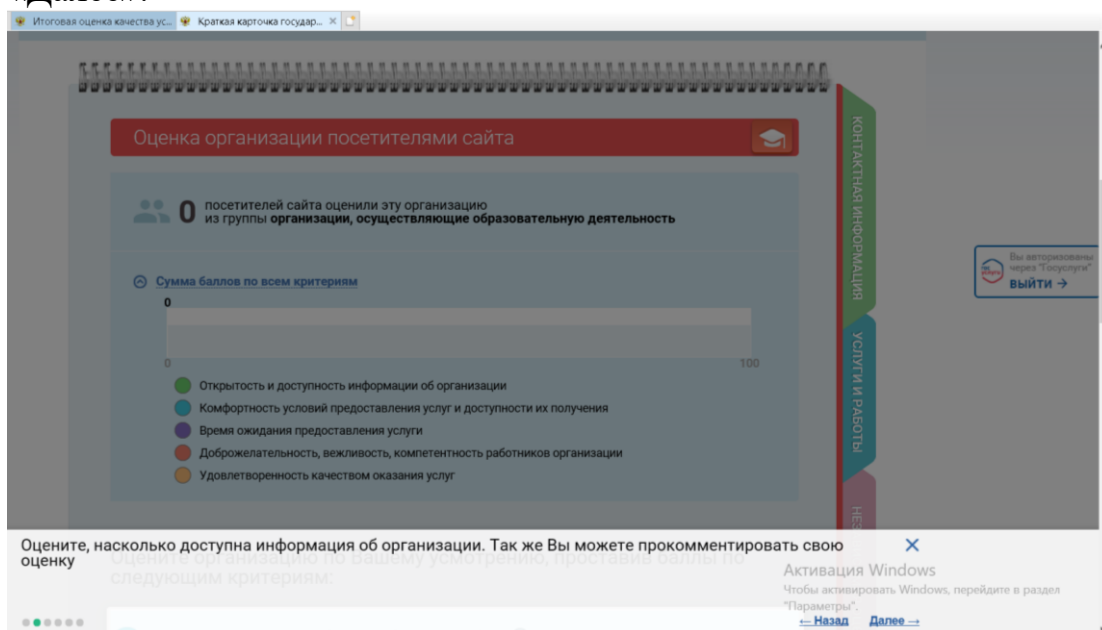 Итоговая оценка качества ус...
Краткая карточка государ...
Оценка организации посетителями сайта
0 посетителей сайта оценили эту организацию
из группы организации, осуществляющие образовательную деятельность
Сумма баллов по всем критериям
0
0 100
Открытость и доступность информации об организации
Комфортность условий предоставления услуг и доступности их получения
Время ожидания предоставления услуги
Доброжелательность, вежливость, компетентность работников организации
Удовлетворенность качеством оказания услуг
КОНТАКТНАЯ ИНФОРМАЦИЯ
УСЛУГИ И РАБОТЫ
НЕЗ
Вы авторизованы
через "Госуслуги"
ВЫЙТИ →
Оцените, насколько доступна информация об организации. Так же Вы можете прокомментировать свою
оценку
Оцените организацию по Вашему усмотрению, проставив баллы по
следующим критериям:
Активация Windows
Чтобы активировать Windows, перейдите в раздел
"Параметры".
← Назад Далее →